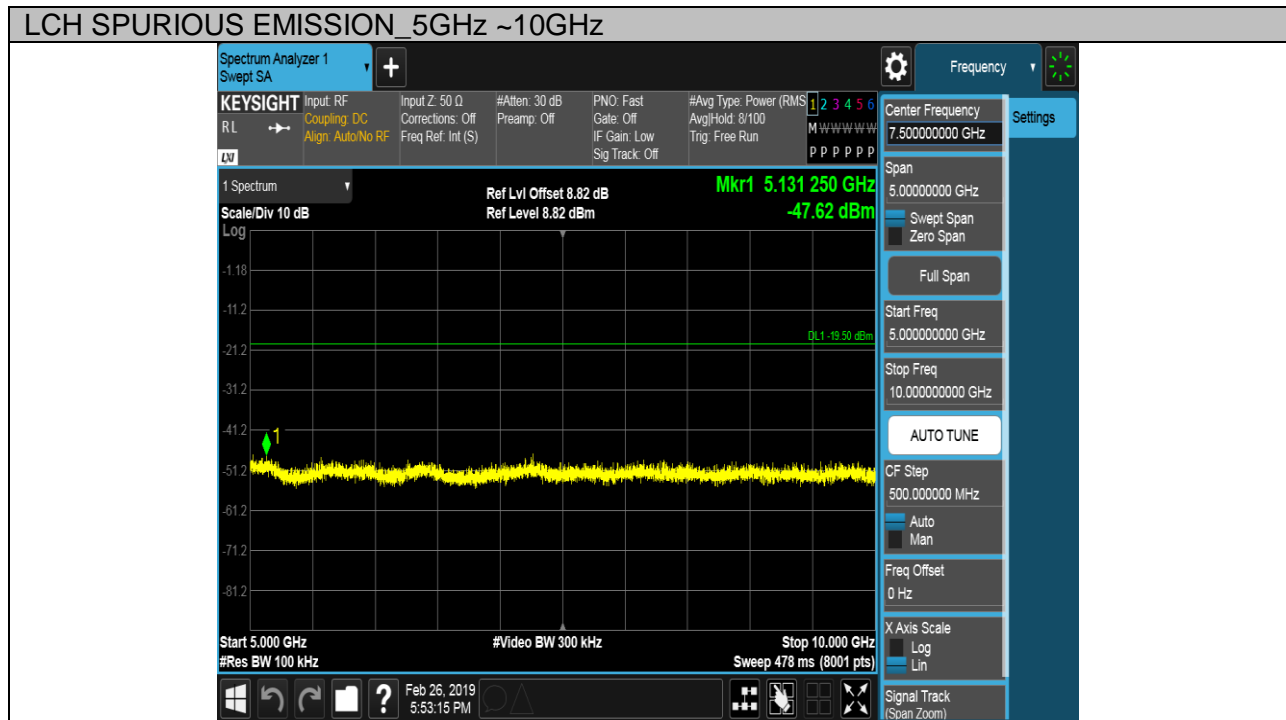 LCH SPURIOUS EMISSION_5GHz ~10GHz
Spectrum Analyzer 1
Swept SA
+
Frequency
KEYSIGHT
RL
LXI
Input: RF
Coupling: DC
Align: Auto/No RF
Input Z: 50 Ω
Corrections: Off
Freq Ref: Int (S)
#Atten: 30 dB
Preamp: Off
PNO: Fast
Gate: Off
IF Gain: Low
Sig Track: Off
#Avg Type: Power (RMS
Avg|Hold: 8/100
Trig: Free Run
1 2 3 4 5 6
M W W W W W
P P P P P P
1 Spectrum
Scale/Div 10 dB
Log
Ref Lvl Offset 8.82 dB
Ref Level 8.82 dBm
Mkr1 5.131 250 GHz
-47.62 dBm
-1.18
-11.2
-21.2
-31.2
-41.2
-51.2
-61.2
-71.2
-81.2
DL1 -19.50 dBm
1
Start 5.000 GHz
#Res BW 100 kHz
#Video BW 300 kHz
Stop 10.000 GHz
Sweep 478 ms (8001 pts)
Center Frequency
7.500000000 GHz
Span
5.00000000 GHz
Swept Span
Zero Span
Full Span
Start Freq
5.000000000 GHz
Stop Freq
10.000000000 GHz
AUTO TUNE
CF Step
500.000000 MHz
Auto
Man
Freq Offset
0 Hz
X Axis Scale
Log
Lin
Signal Track
(Span Zoom)
Settings
?
Feb 26, 2019
5:53:15 PM